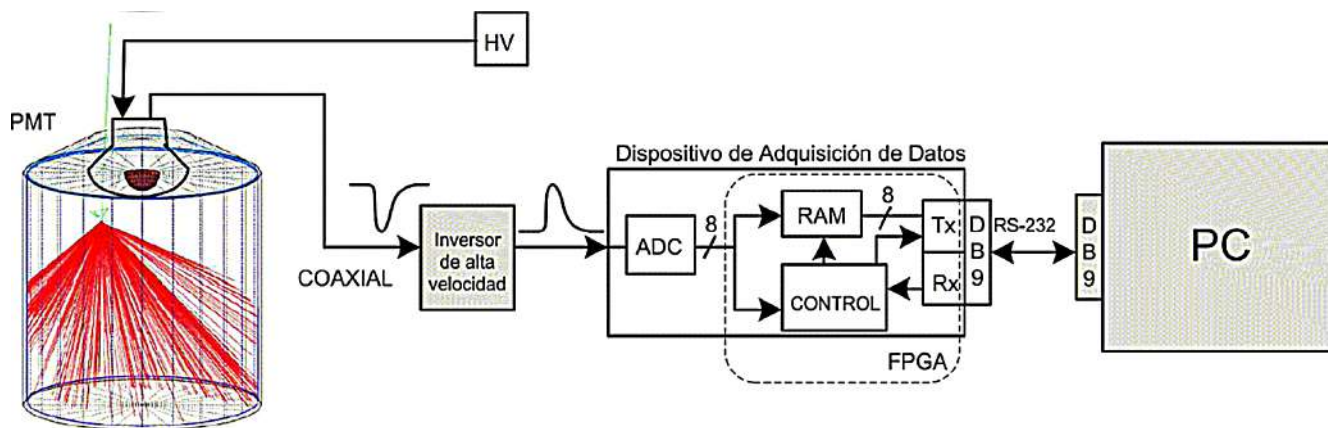 HV
PMT
Dispositivo de Adquisición de Datos
COAXIAL
Inversor
de alta
velocidad
ADC
8
RAM
8
CONTROL
Tx
Rx
D
B
9
FPGA
RS-232
D
B
9
PC